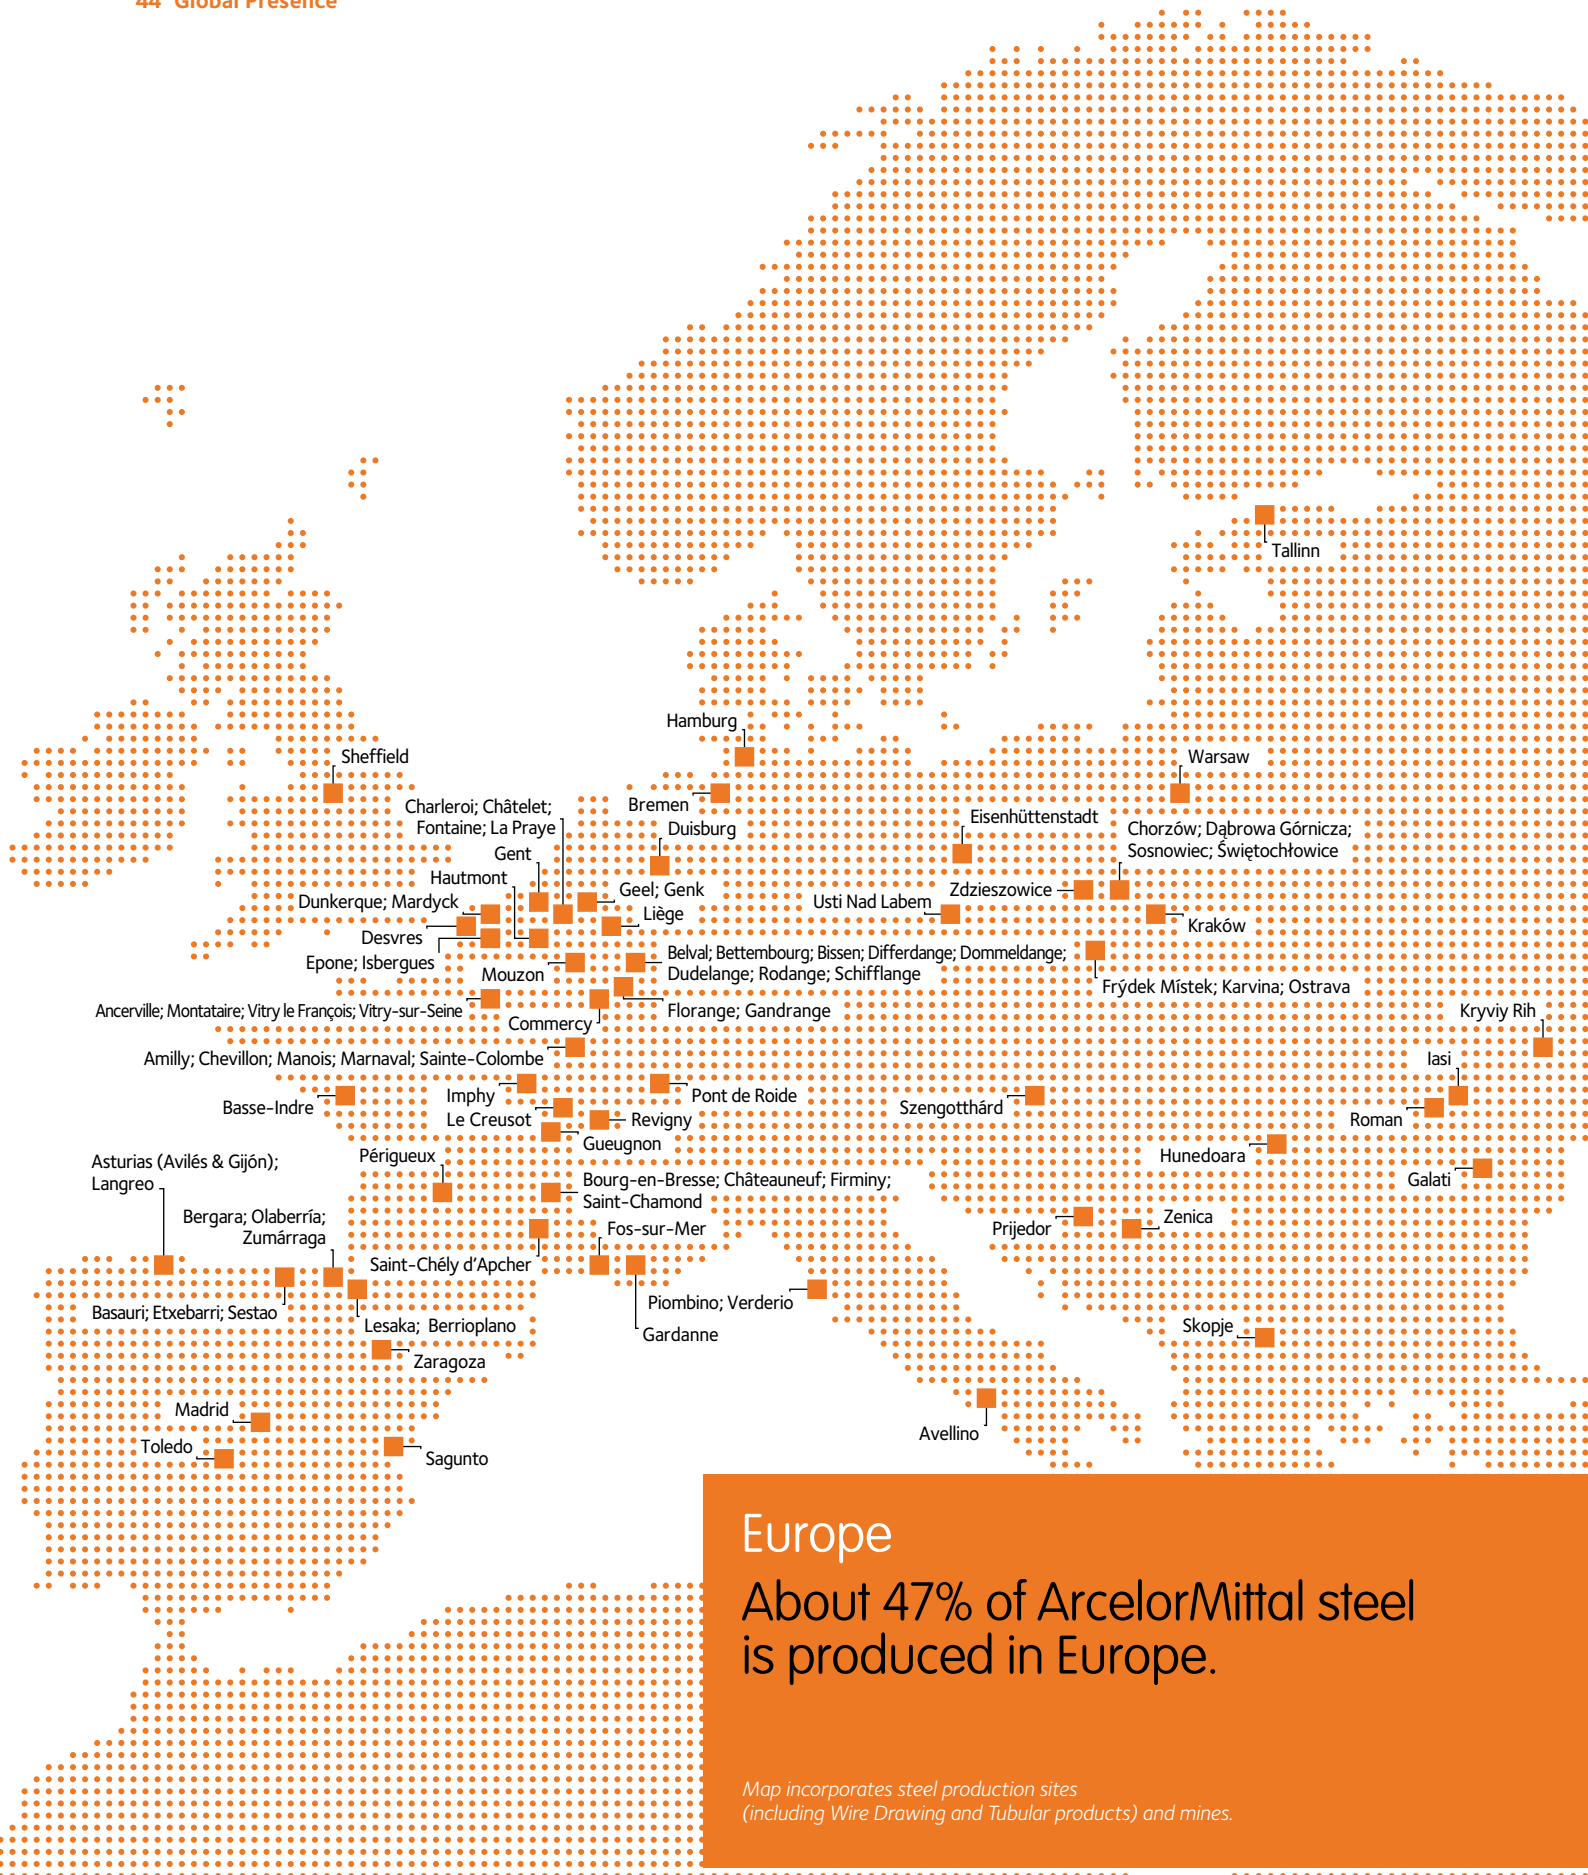 44 Global Presence
Tallinn
Hamburg
Sheffield
Warsaw
Bremen
Charleroi; Châtelet;
Fontaine; La Praye
Eisenhüttenstadt
Duisburg
Chorzów; Dąbrowa Górnicza;
Sosnowiec; Świętochłowice
Gent
Hautmont
Geel; Genk
Zdzieszowice
Dunkerque; Mardyck
Usti Nad Labem
Liège
Kraków
Desvres
Belval; Bettembourg; Bissen; Differdange; Dommeldange;
Dudelange; Rodange; Schifflange
Epone; Isbergues
Mouzon
Frýdek Místek; Karvina; Ostrava
Ancerville; Montataire; Vitry le François; Vitry-sur-Seine
Florange; Gandrange
Kryviy Rih
Commercy
Amilly; Chevillon; Manois; Marnaval; Sainte-Colombe
Iasi
Imphy
Pont de Roide
Basse-Indre
Szengotthárd
Le Creusot
Revigny
Roman
Gueugnon
Périgueux
Hunedoara
Asturias (Avilés & Gijón);
Langreo
Bourg-en-Bresse; Châteauneuf; Firminy;
Saint-Chamond
Galati
Bergara; Olaberría;
Zumárraga
Zenica
Fos-sur-Mer
Prijedor
Saint-Chély d'Apcher
Piombino; Verderio
Basauri; Etxebarri; Sestao
Lesaka; Berrioplano
Skopje
Gardanne
Zaragoza
Madrid
Avellino
Toledo
Sagunto
Europe
About 47% of ArcelorMittal steel
is produced in Europe.
Map incorporates steel production sites
(including Wire Drawing and Tubular products) and mines.